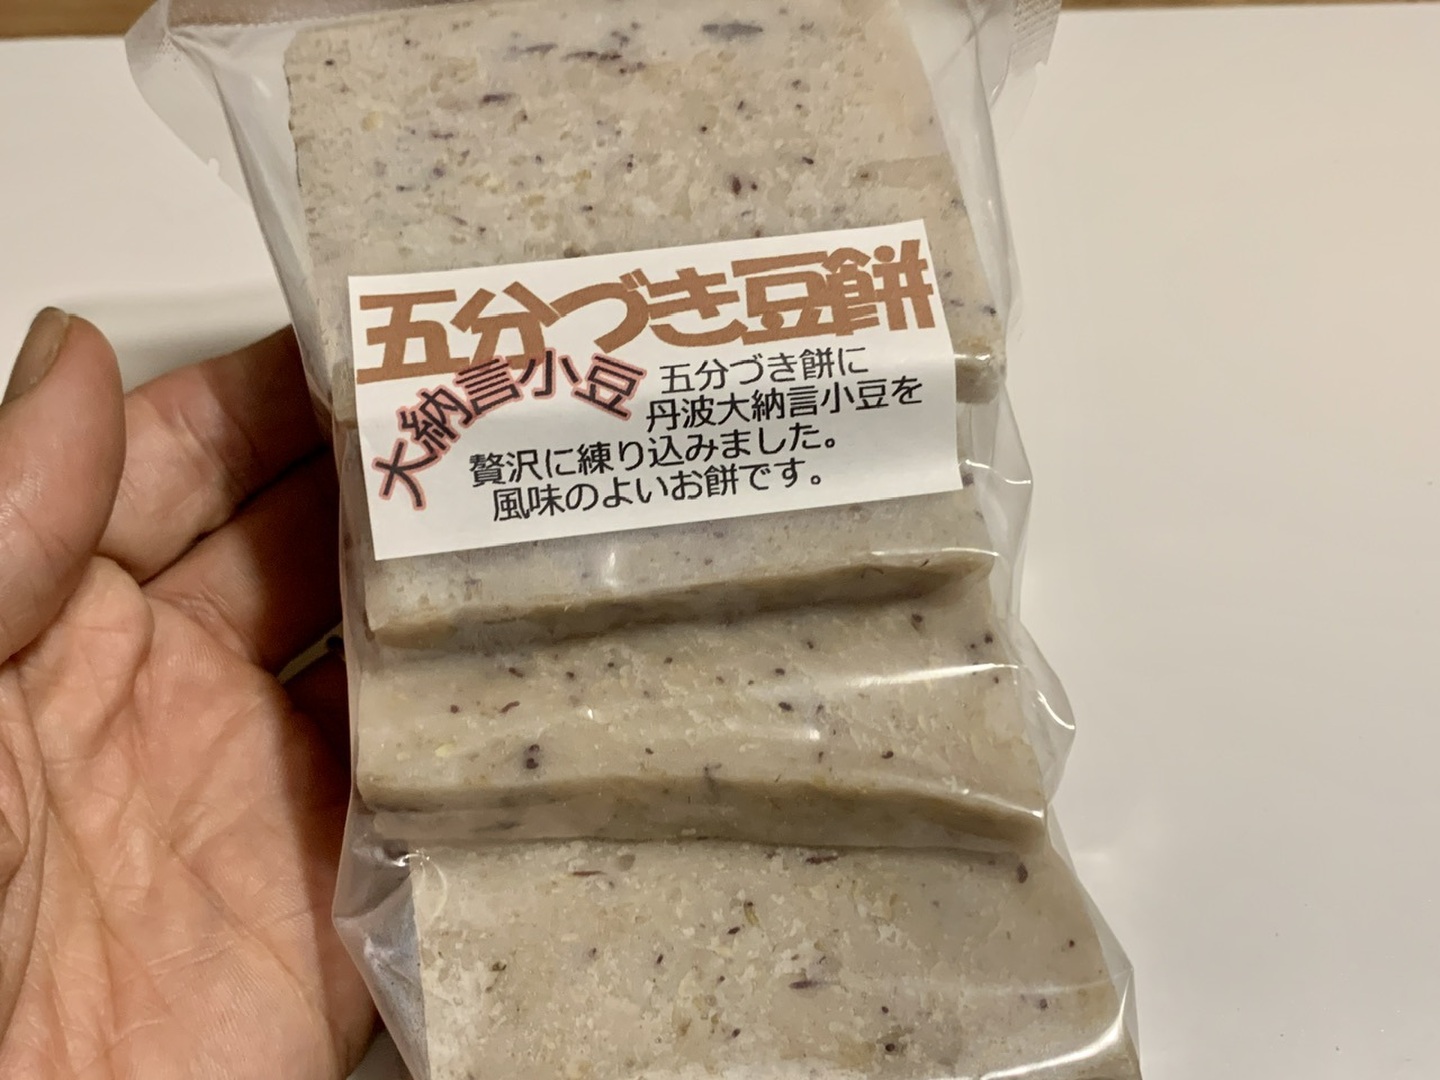 五分づき豆餅
大納言小豆
五分づき餅に
丹波大納言小豆を
贅沢に練り込みました。
風味のよいお餅です。